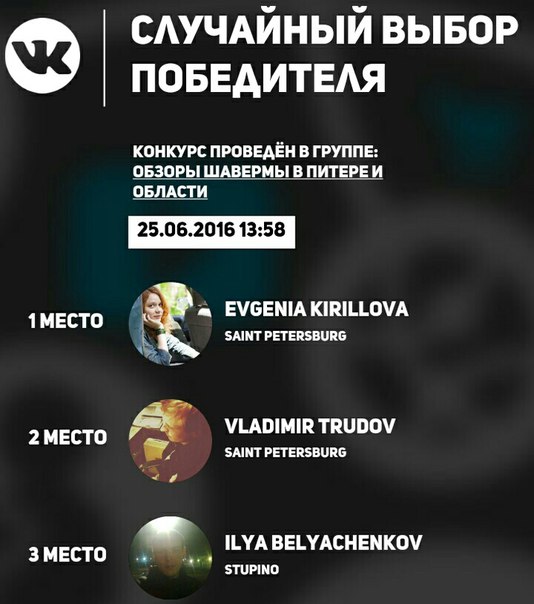 СЛУЧАЙНЫЙ ВЫБОР
ПОБЕДИТЕЛЯ
КОНКУРС ПРОВЕДЁН В ГРУППЕ:
ОБЗОРЫ ШАВЕРМЫ В ПИТЕРЕ И
ОБЛАСТИ
25.06.2016 13:58
1 МЕСТО
EVGENIA KIRILLOVA
SAINT PETERSBURG
2 МЕСТО
VLADIMIR TRUDOV
SAINT PETERSBURG
3 МЕСТО
ILYA BELYACHENKOV
STUPINO